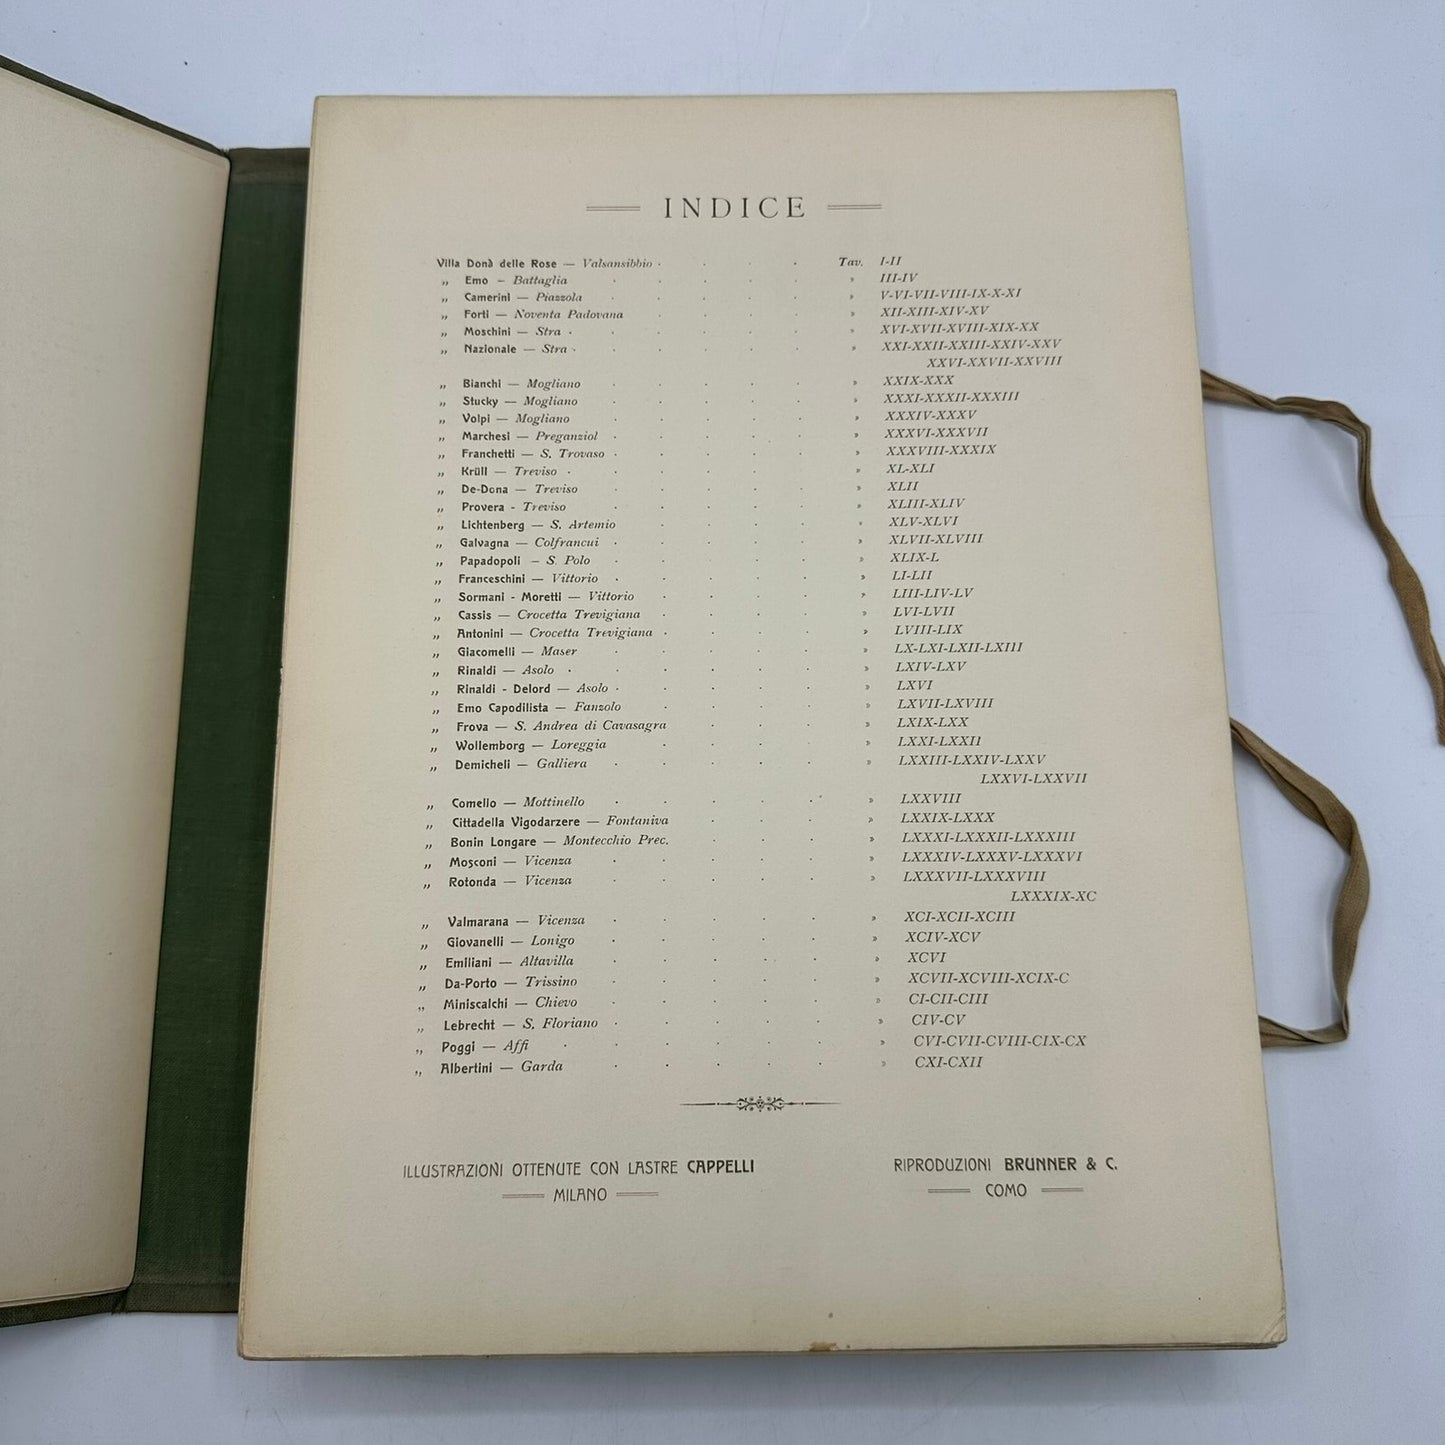 INDICE
Villa Donà delle Rose — Valsansibbio . . . . Tav. I-II
„ Emo — Battaglia . . . . . » III-IV
„ Camerini — Piazzola . . . . . » V-VI-VII-VIII-IX-X-XI
„ Forti — Noventa Padovana . . . . » XII-XIII-XIV-XV
„ Moschini — Stra . . . . . . » XVI-XVII-XVIII-XIX-XX
„ Nazionale — Stra . . . . . . » XXI-XXII-XXIII-XXIV-XXV
XXVI-XXVII-XXVIII
„ Bianchi — Mogliano . . . . . » XXIX-XXX
„ Stucky — Mogliano . . . . . » XXXI-XXXII-XXXIII
„ Volpi — Mogliano . . . . . » XXXIV-XXXV
„ Marchesi — Preganziol . . . . . » XXXVI-XXXVII
„ Franchetti — S. Trovaso . . . . . » XXXVIII-XXXIX
„ Krüll — Treviso . . . . . . » XL-XLI
„ De-Dona — Treviso . . . . . » XLII
„ Provera - Treviso . . . . . » XLIII-XLIV
„ Lichtenberg — S. Artemio . . . . » XLV-XLVI
„ Galvagna — Colfrancui . . . . . » XLVII-XLVIII
„ Papadopoli — S. Polo . . . . . » XLIX-L
„ Franceschini — Vittorio . . . . . » LI-LII
„ Sormani - Moretti — Vittorio . . . . » LIII-LIV-LV
„ Cassis — Crocetta Trevigiana . . . . » LVI-LVII
„ Antonini — Crocetta Trevigiana . . . . » LVIII-LIX
„ Giacomelli — Maser . . . . . » LX-LXI-LXII-LXIII
„ Rinaldi — Asolo . . . . . . » LXIV-LXV
„ Rinaldi - Delord — Asolo . . . . . » LXVI
„ Emo Capodilista — Fanzolo . . . . » LXVII-LXVIII
„ Frova — S. Andrea di Cavasagra . . . » LXIX-LXX
„ Wollemborg — Loreggia . . . . » LXXI-LXXII
„ Demicheli — Galliera . . . . . » LXXIII-LXXIV-LXXV
LXXVI-LXXVII
„ Comello — Mottinello . . . . . » LXXVIII
„ Cittadella Vigodarzere — Fontaniva . . . » LXXIX-LXXX
„ Bonin Longare — Montecchio Prec. . . . » LXXXI-LXXXII-LXXXIII
„ Mosconi — Vicenza . . . . . » LXXXIV-LXXXV-LXXXVI
„ Rotonda — Vicenza . . . . . » LXXXVII-LXXXVIII
LXXXIX-XC
„ Valmarana — Vicenza . . . . . » XCI-XCII-XCIII
„ Giovanelli — Lonigo . . . . . » XCIV-XCV
„ Emiliani — Altavilla . . . . . » XCVI
„ Da-Porto — Trissino . . . . . » XCVII-XCVIII-XCIX-C
„ Miniscalchi — Chievo . . . . . » CI-CII-CIII
„ Lebrecht — S. Floriano . . . . . » CIV-CV
„ Poggi — Affi . . . . . . » CVI-CVII-CVIII-CIX-CX
„ Albertini — Garda . . . . . » CXI-CXII
ILLUSTRAZIONI OTTENUTE CON LASTRE CAPPELLI
MILANO
RIPRODUZIONI BRUNNER & C.
COMO